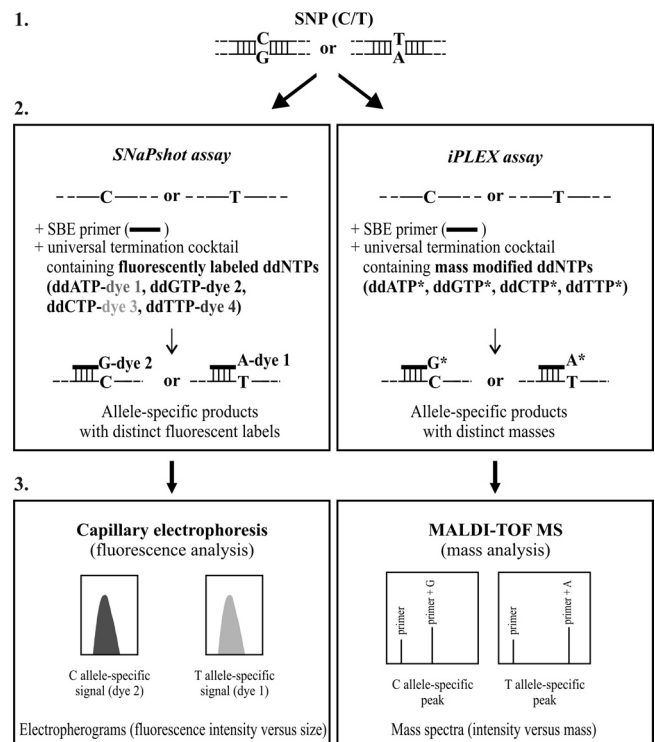 1.
SNP (C/T)
C T
or
G A
2.
SNaPshot assay
C or T
+ SBE primer ( )
+ universal termination cocktail
containing fluorescently labeled ddNTPs
(ddATP-dye 1, ddGTP-dye 2,
ddCTP-dye 3, ddTTP-dye 4)
G-dye 2 A-dye 1
or
C T
Allele-specific products
with distinct fluorescent labels
iPLEX assay
C or T
+ SBE primer ( )
+ universal termination cocktail
containing mass modified ddNTPs
(ddATP*, ddGTP*, ddCTP*, ddTTP*)
G* A*
or
C T
Allele-specific products
with distinct masses
3.
Capillary electrophoresis
(fluorescence analysis)
C allele-specific
signal (dye 2)
T allele-specific
signal (dye 1)
Electropherograms (fluorescence intensity versus size)
MALDI-TOF MS
(mass analysis)
primer
primer + G
primer
primer + A
C allele-specific
peak
T allele-specific
peak
Mass spectra (intensity versus mass)